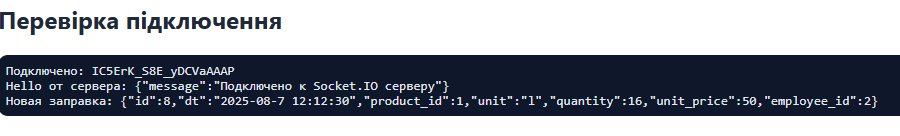 Перевірка підключення
Подключено: IC5ErK_S8E_yDCVaAAAP
Hello от сервера: {"message":"Подключено к Socket.IO серверу"}
Новая заправка: {"id":8,"dt":"2025-08-7 12:12:30","product_id":1,"unit":"l","quantity":16,"unit_price":50,"employee_id":2}